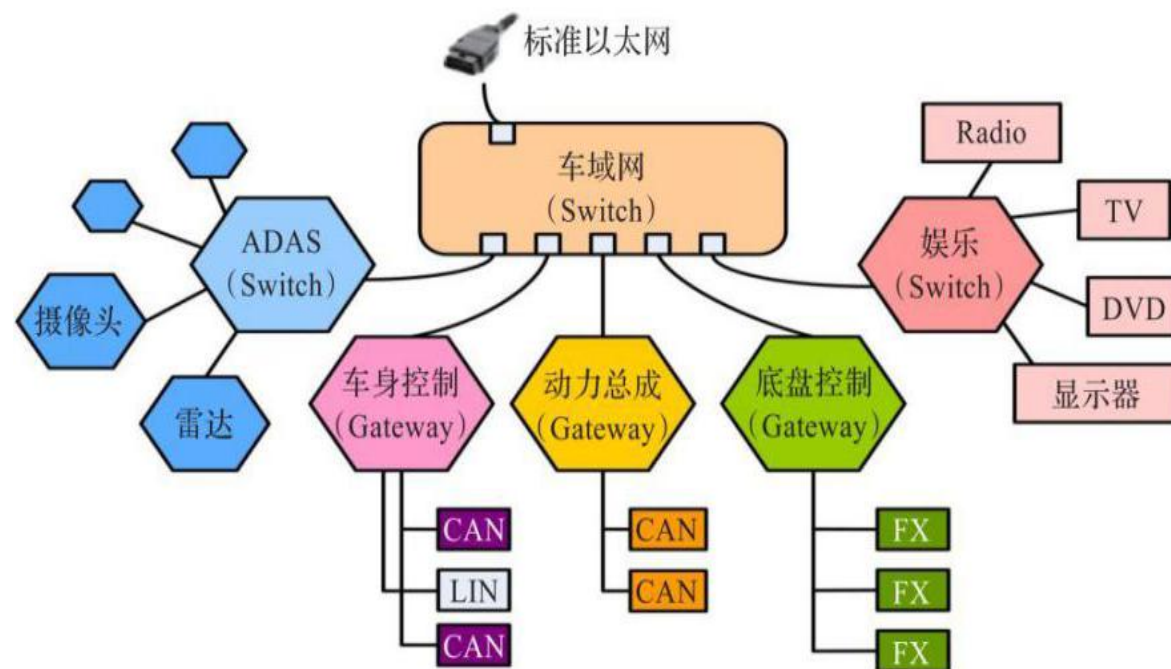 标准以太网
车域网
（Switch）
Radio
TV
DVD
显示器
娱乐
（Switch）
ADAS
（Switch）
摄像头
雷达
车身控制
（Gateway）
动力总成
（Gateway）
底盘控制
（Gateway）
CAN
LIN
CAN
CAN
CAN
FX
FX
FX